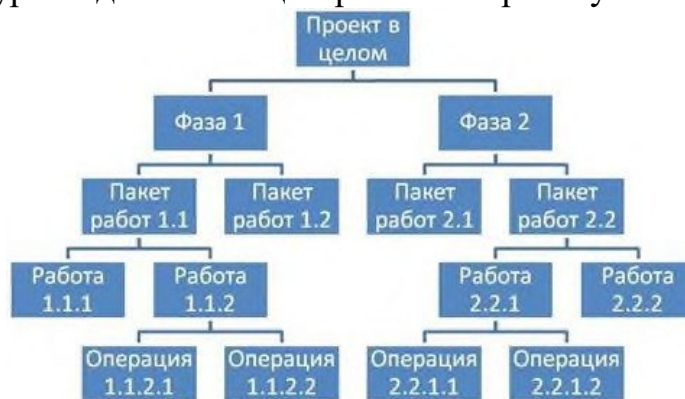 Проект в
целом
Фаза 1
Фаза 2
Пакет
работ 1.1
Пакет
работ 1.2
Пакет
работ 2.1
Пакет
работ 2.2
Работа
1.1.1
Работа
1.1.2
Работа
2.2.1
Работа
2.2.2
Операция
1.1.2.1
Операция
1.1.2.2
Операция
2.2.1.1
Операция
2.2.1.2